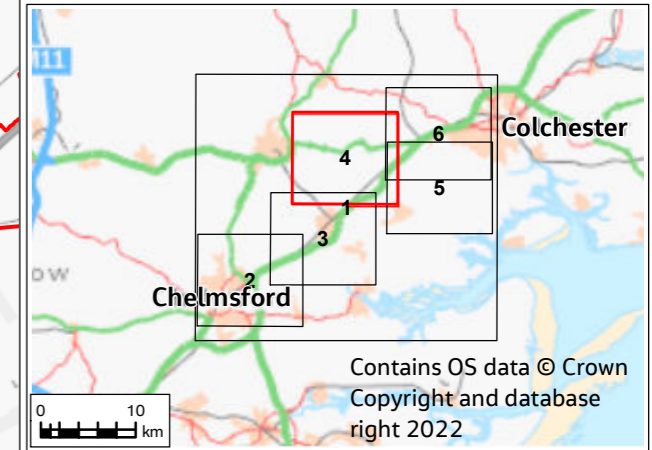 M11
6
Colchester
4
5
1
3
ow
2
Chelmsford
Contains OS data © Crown
Copyright and database
right 2022
0 10
km